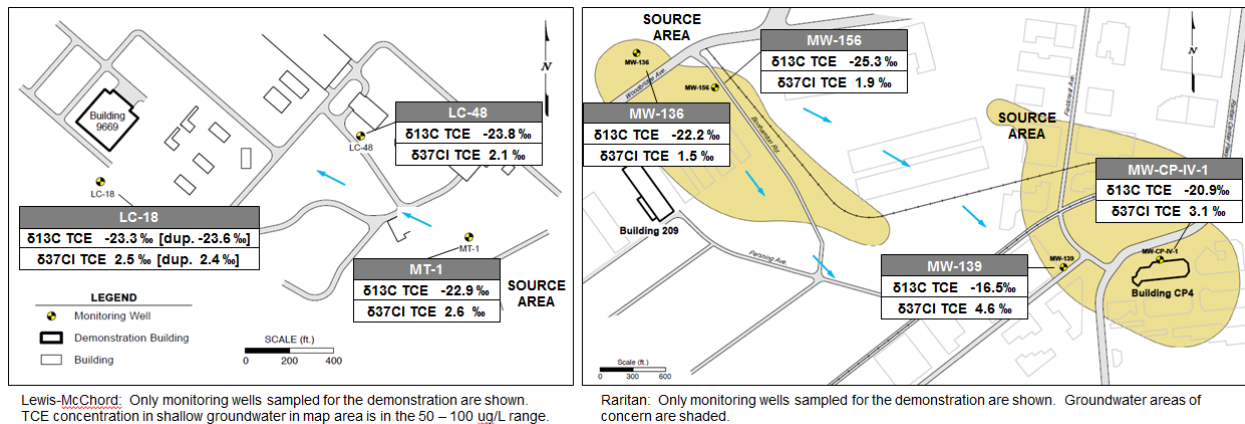 N
Building
9669
LC-48
δ13C TCE -23.8 ‰
δ37Cl TCE 2.1 ‰
LC-48
LC-18
LC-18
δ13C TCE -23.3 ‰ [dup. -23.6 ‰]
δ37Cl TCE 2.5 ‰ [dup. 2.4 ‰]
MT-1
MT-1
δ13C TCE -22.9 ‰
δ37Cl TCE 2.6 ‰
SOURCE
AREA
LEGEND
Monitoring Well
Demonstration Building
Building
SCALE (ft.)
0 200 400
Lewis-McChord: Only monitoring wells sampled for the demonstration are shown.
TCE concentration in shallow groundwater in map area is in the 50 – 100 ug/L range.
SOURCE
AREA
MW-136
Woodbridge Ave
MW-156
MW-156
δ13C TCE -25.3 ‰
δ37Cl TCE 1.9 ‰
N
MW-136
δ13C TCE -22.2 ‰
δ37Cl TCE 1.5 ‰
Building 209
Pershing Ave.
SOURCE
AREA
MW-CP-IV-1
δ13C TCE -20.9‰
δ37Cl TCE 3.1 ‰
MW-139
δ13C TCE -16.5‰
δ37Cl TCE 4.6 ‰
MW-CP-IV-1
MW-139
Building CP4
Scale (ft.)
0 300 600
Raritan: Only monitoring wells sampled for the demonstration are shown. Groundwater areas of
concern are shaded.